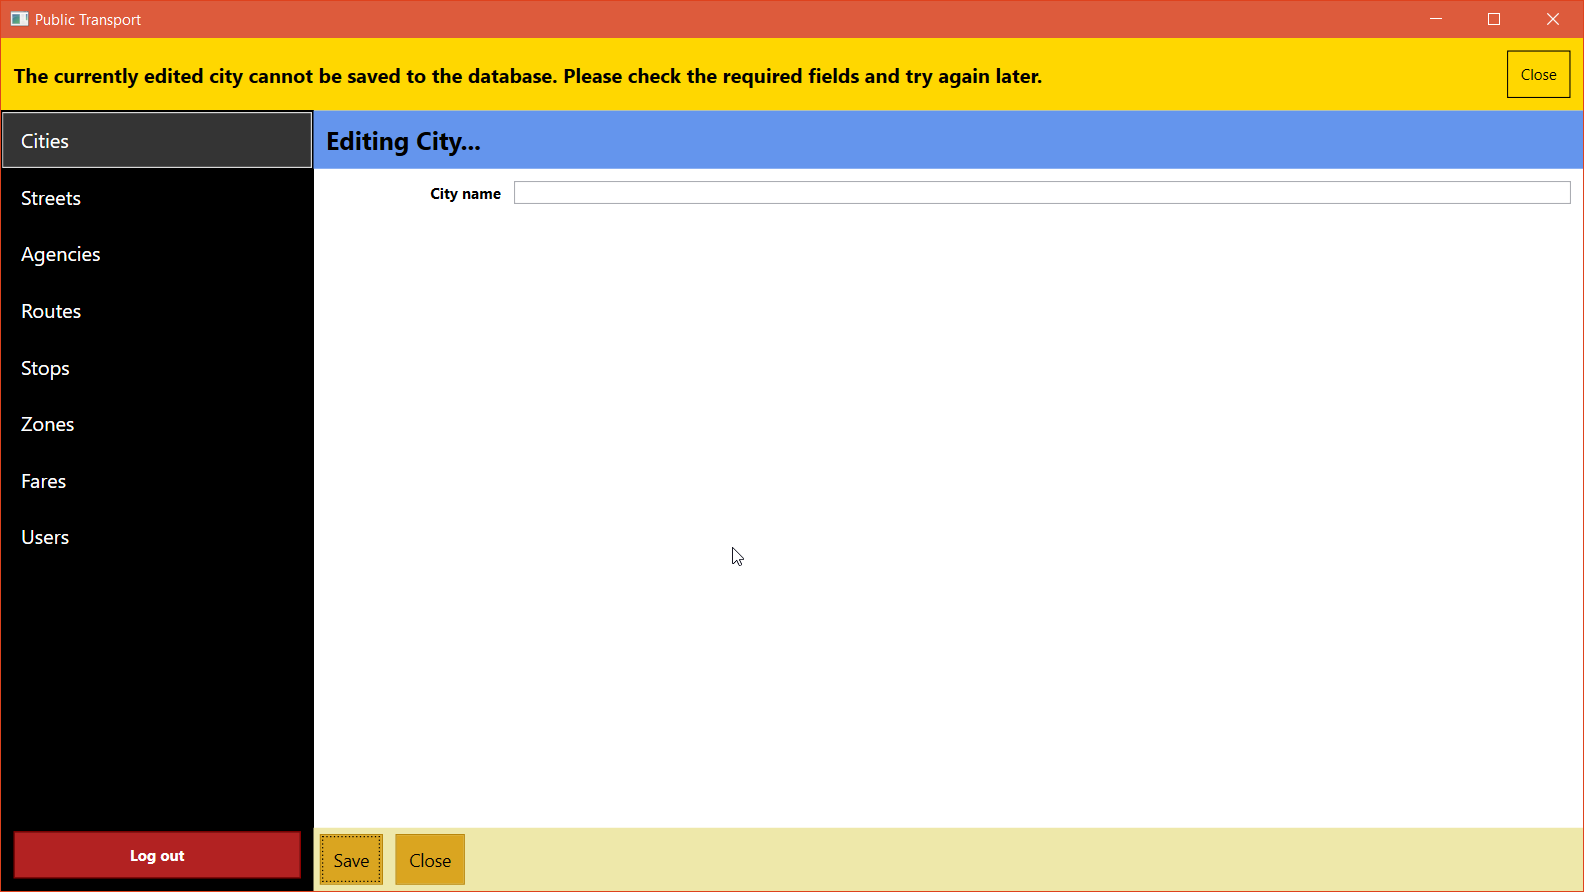 Public Transport
The currently edited city cannot be saved to the database. Please check the required fields and try again later.
Close
Cities
Streets
Agencies
Routes
Stops
Zones
Fares
Users
Log out
Editing City...
City name
Save
Close